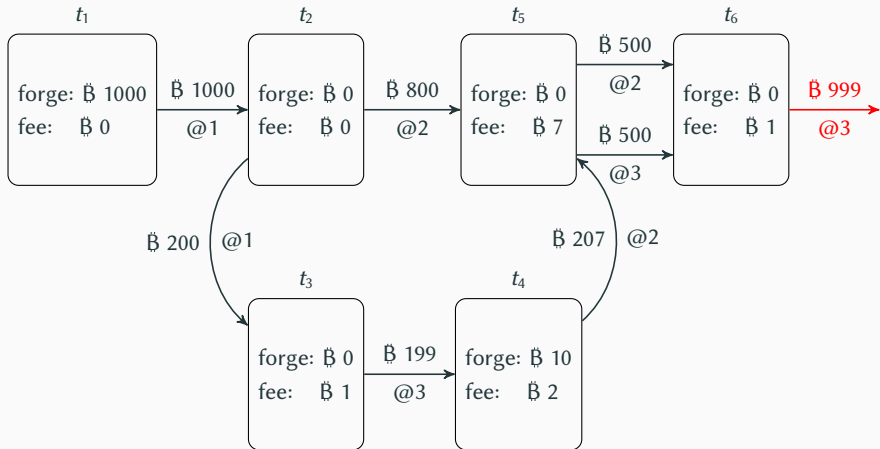 t1
forge: ₿ 1000
fee: ₿ 0
₿ 1000
@1
t2
forge: ₿ 0
fee: ₿ 0
₿ 800
@2
t5
forge: ₿ 0
fee: ₿ 7
₿ 500
@2
₿ 500
@3
t6
forge: ₿ 0
fee: ₿ 1
₿ 999
@3
₿ 200
@1
₿ 207
@2
t3
forge: ₿ 0
fee: ₿ 1
₿ 199
@3
t4
forge: ₿ 10
fee: ₿ 2